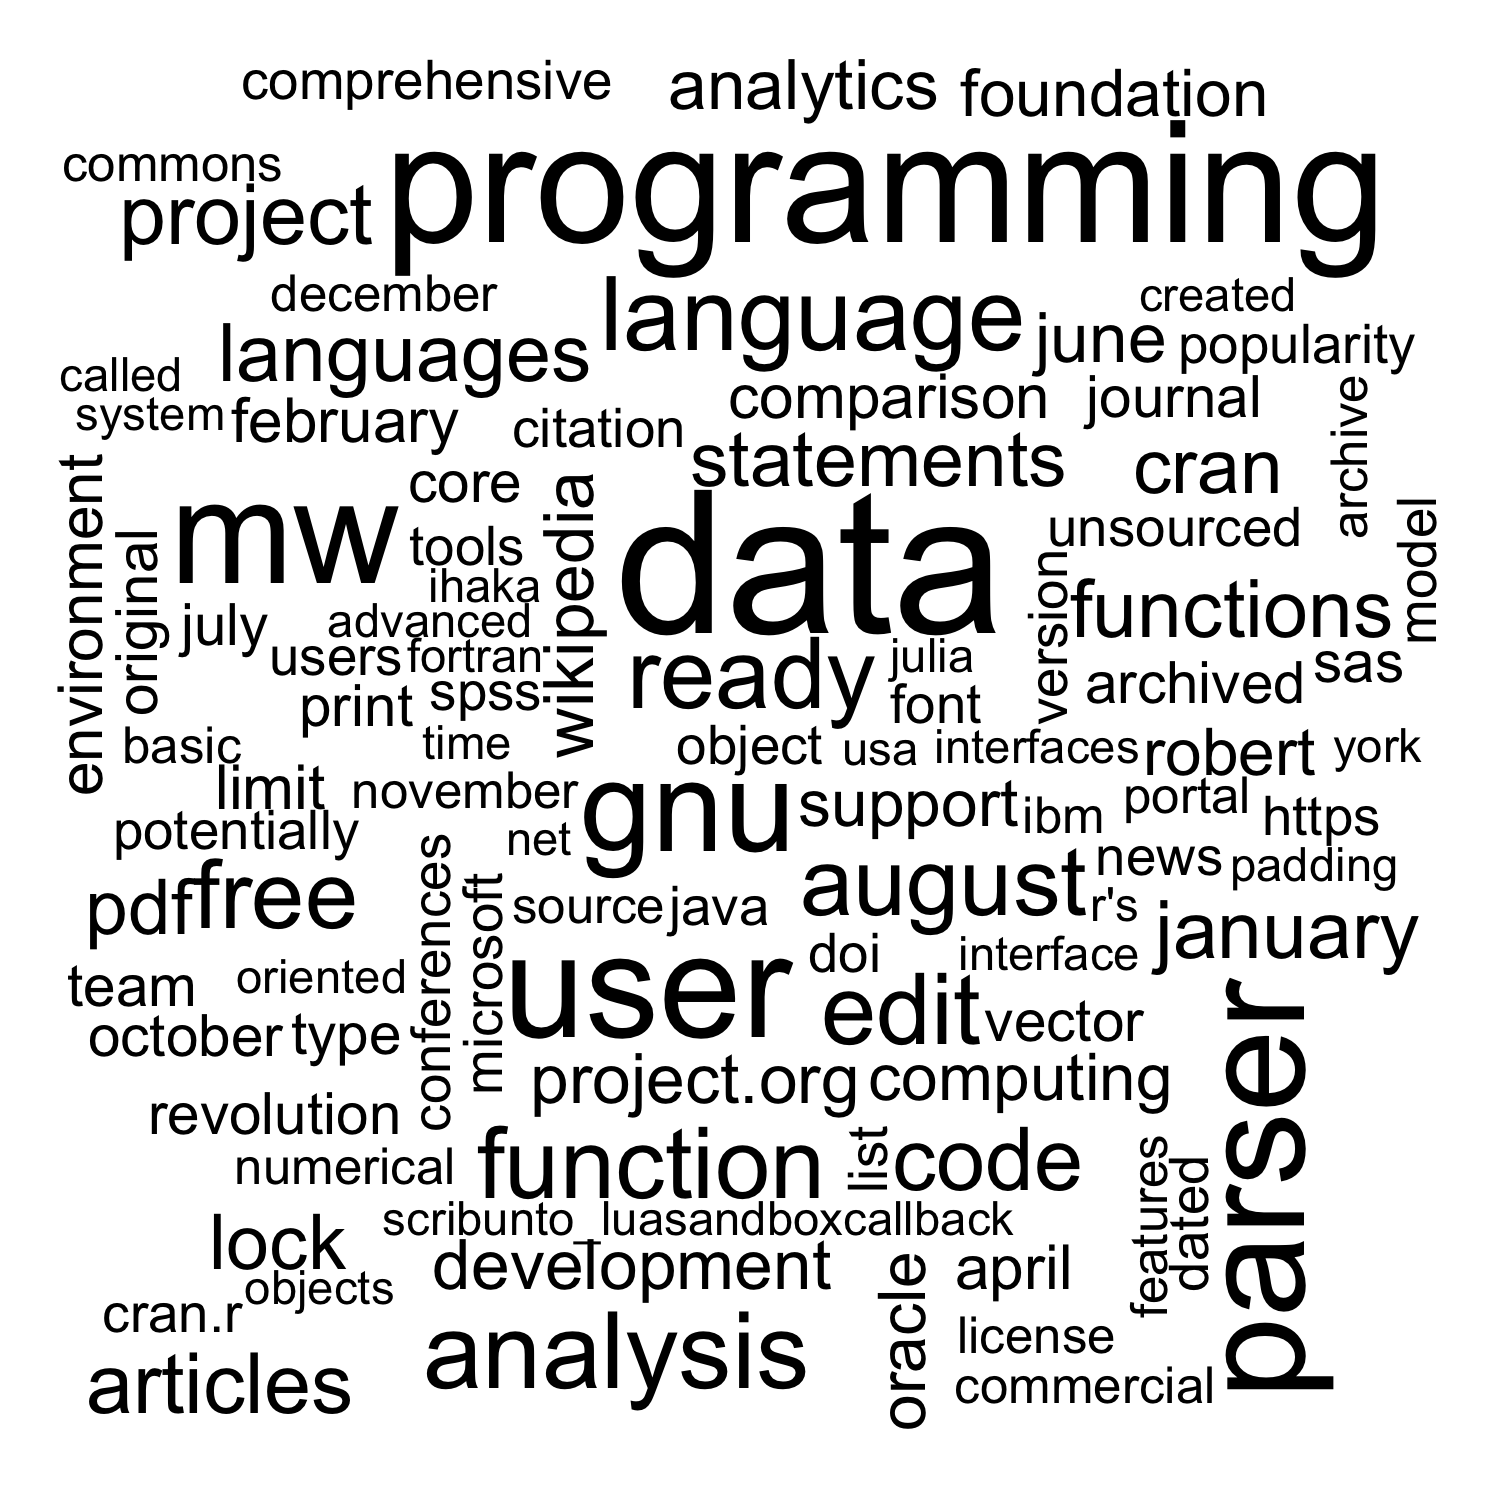 comprehensive
analytics
foundation
commons
project
programming
december
language
created
languages
june
popularity
called
system
february
citation
comparison
journal
archive
statements
environment
original
mw
core
tools
ihaka
wikipedia
data
cran
unsourced
model
july
advanced
users
fortran
print
spss
ready
julia
font
version
functions
archived
sas
basic
time
object
usa
interfaces
robert
york
limit
november
gnu
support
ibm
portal
https
potentially
net
news
padding
pdf
free
conferences
microsoft
source
java
august
r's
january
team
oriented
user
doi
interface
october
type
edit
vector
parser
project.org
computing
revolution
numerical
function
list
code
features
dated
lock
scribunto_luasandboxcallback
objects
development
oracle
april
cran.r
license
articles
analysis
commercial